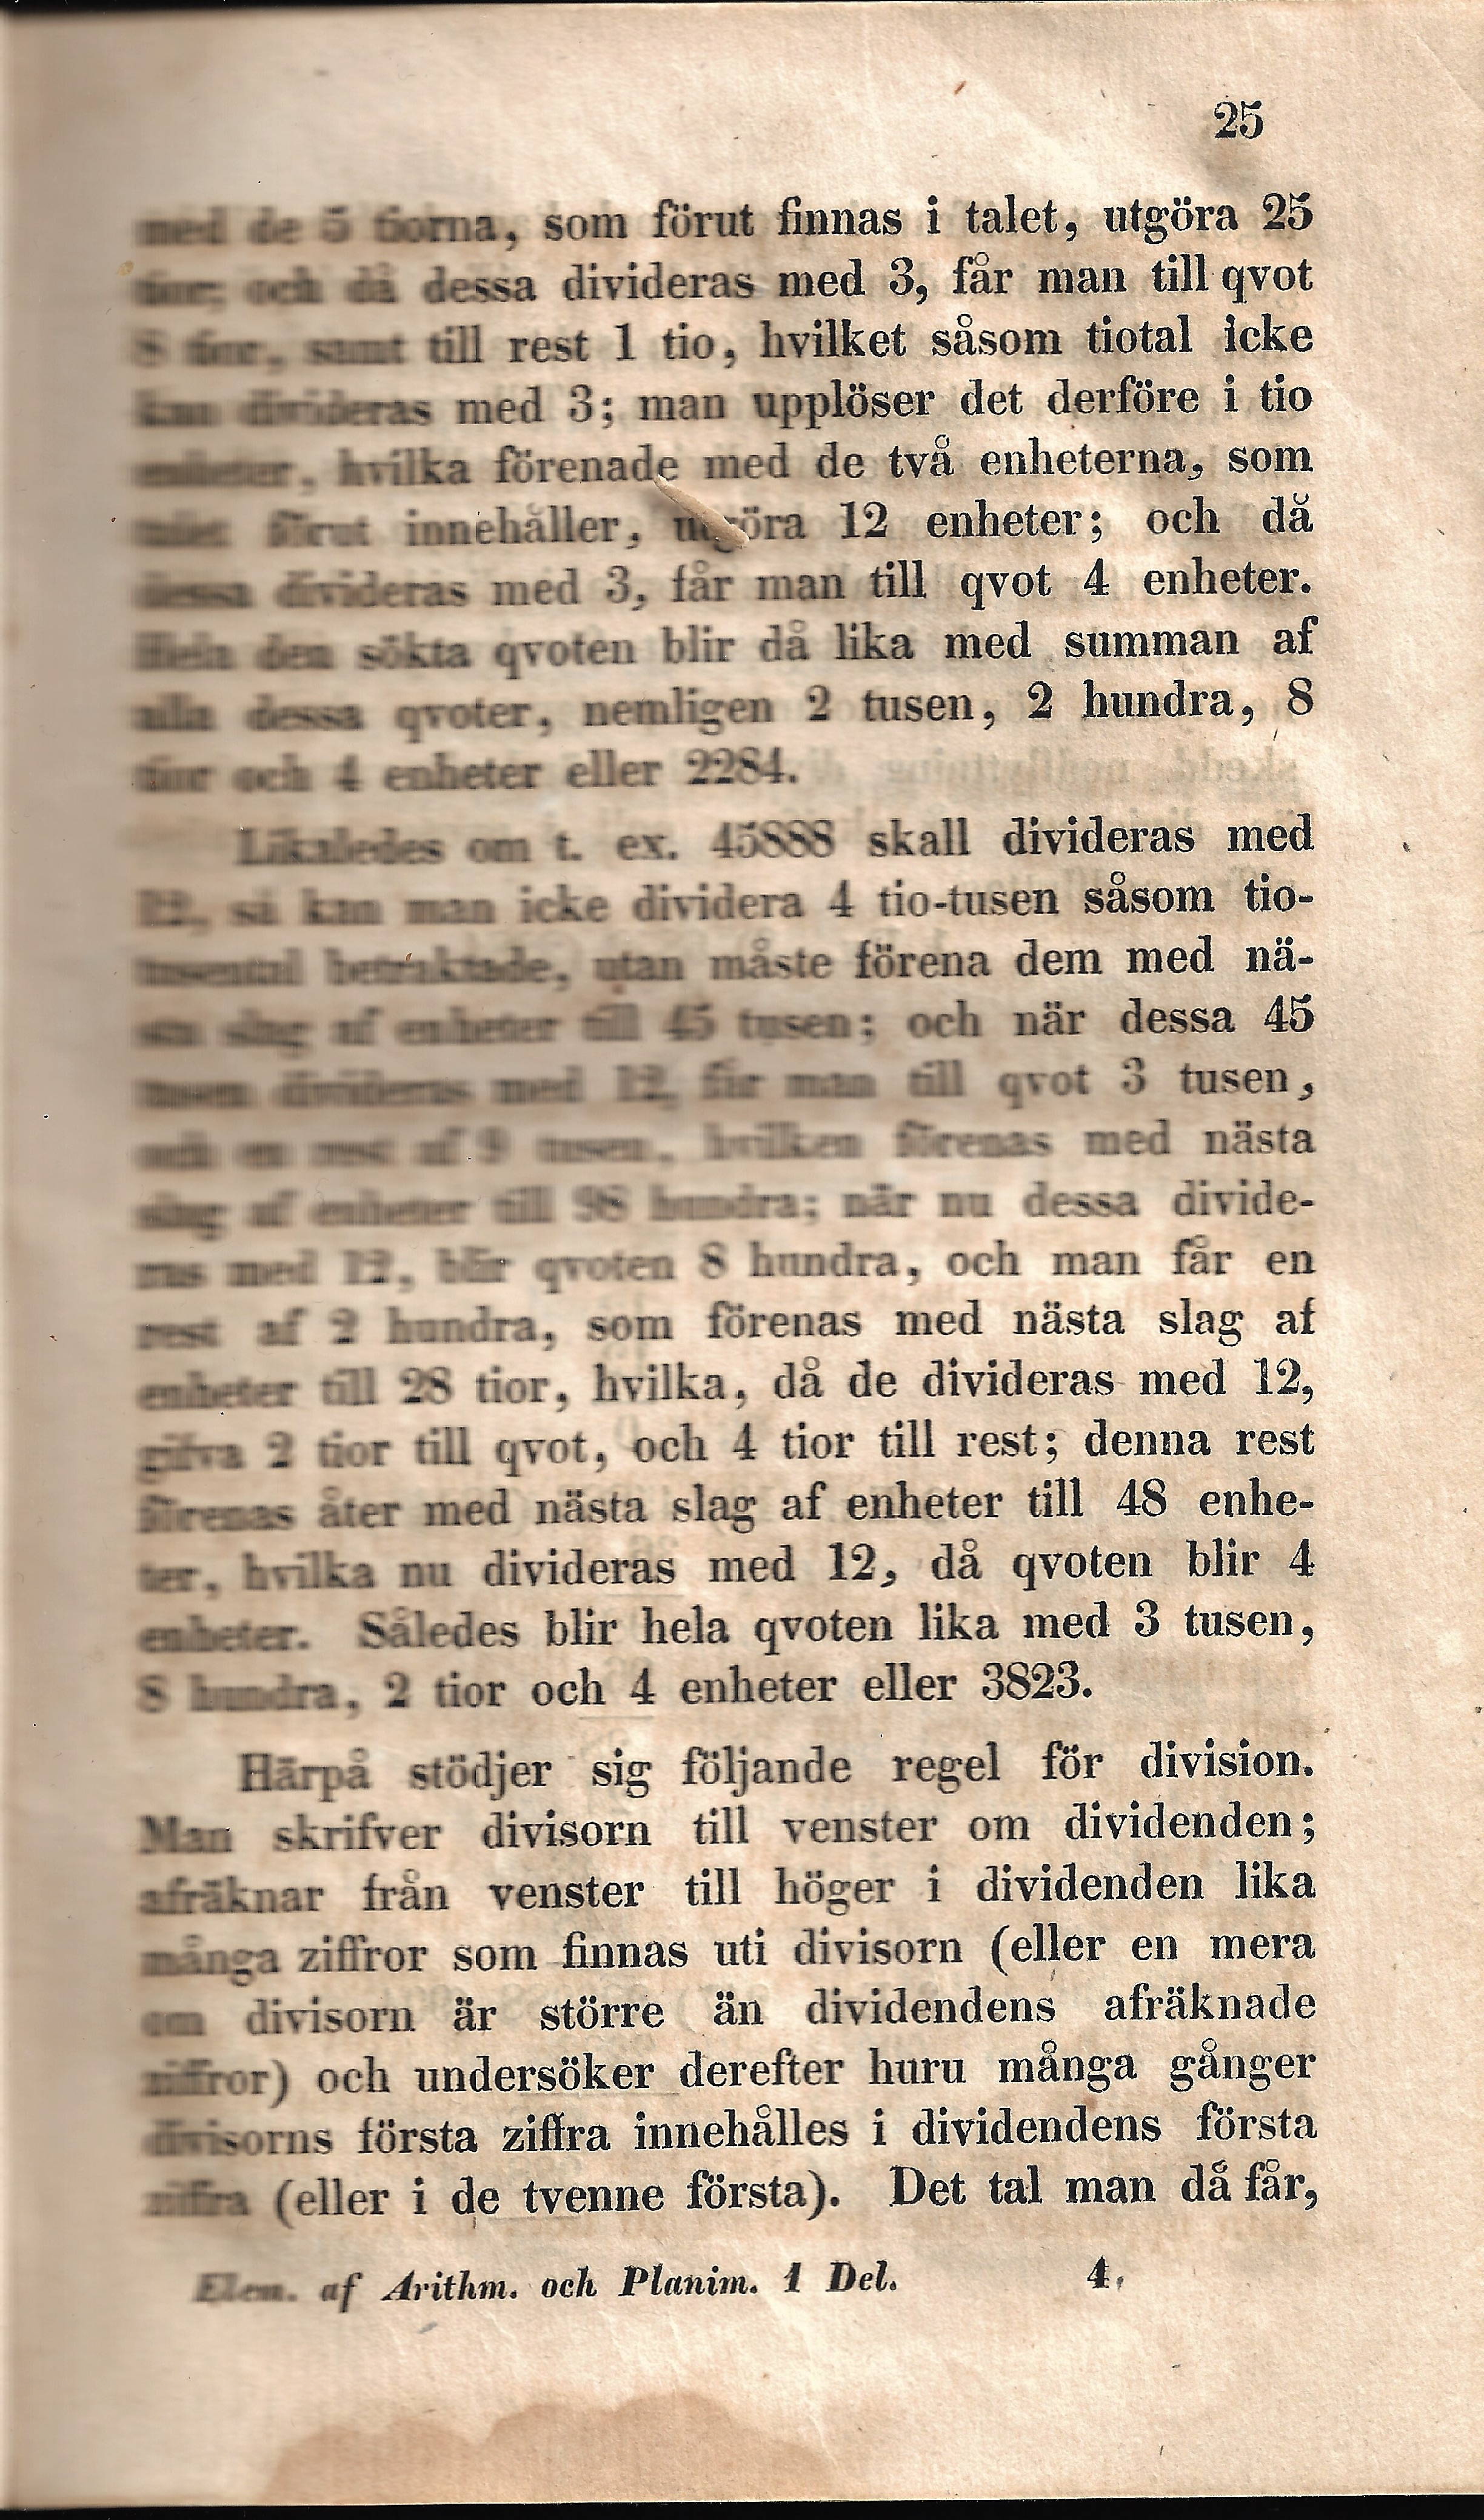 25
med de 5 tiorna, som förut finnas i talet, utgöra 25
tior; och då dessa divideras med 3, får man till qvot
8 tior, samt till rest 1 tio, hvilket såsom tiotal icke
kan divideras med 3; man upplöser det derföre i tio
enheter, hvilka förenade med de två enheterna, som
talet förut innehåller, utgöra 12 enheter; och då
dessa divideras med 3, får man till qvot 4 enheter.
Hela den sökta qvoten blir då lika med summan af
alla dessa qvoter, nemligen 2 tusen, 2 hundra, 8
tior och 4 enheter eller 2284.
Likaledes om t. ex. 45888 skall divideras med
12, så kan man icke dividera 4 tio-tusen såsom tio-
tusental betraktade, utan måste förena dem med nä-
sta slag af enheter till 45 tusen; och när dessa 45
tusen divideras med 12, får man till qvot 3 tusen,
och en rest af 9 tusen, hvilken förenas med nästa
slag af enheter till 98 hundra; når nu dessa divide-
ras med 12, blir qvoten 8 hundra, och man får en
rest af 2 hundra, som förenas med nästa slag af
enheter till 28 tior, hvilka, då de divideras med 12,
gifva 2 tior till qvot, och 4 tior till rest; denna rest
förenas åter med nästa slag af enheter till 48 enhe-
ter, hvilka nu divideras med 12, då qvoten blir 4
enheter. Således blir hela qvoten lika med 3 tusen,
8 hundra, 2 tior och 4 enheter eller 3823.
Härpå stödjer sig följande regel för division.
Man skrifver divisorn till venster om dividenden;
afräknar från venster till höger i dividenden lika
många ziffror som finnas uti divisorn (eller en mera
om divisorn är större än dividendens afräknade
ziffror) och undersöker derefter huru många gånger
divisorns första ziffra innehålles i dividendens första
ziffra (eller i de tvenne första). Det tal man då får,
Elem. af Arithm. och Planim. 1 Del. 4.